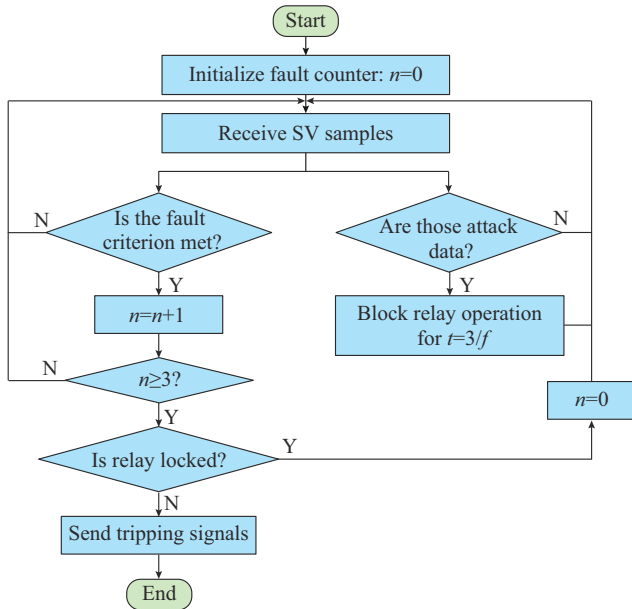 Start
Initialize fault counter: n=0
Receive SV samples
N
Is the fault
criterion met?
Y
n=n+1
N
n≥3?
Y
Is relay locked?
Y
N
Send tripping signals
End
Are those attack
data?
N
Y
Block relay operation
for t=3/f
n=0